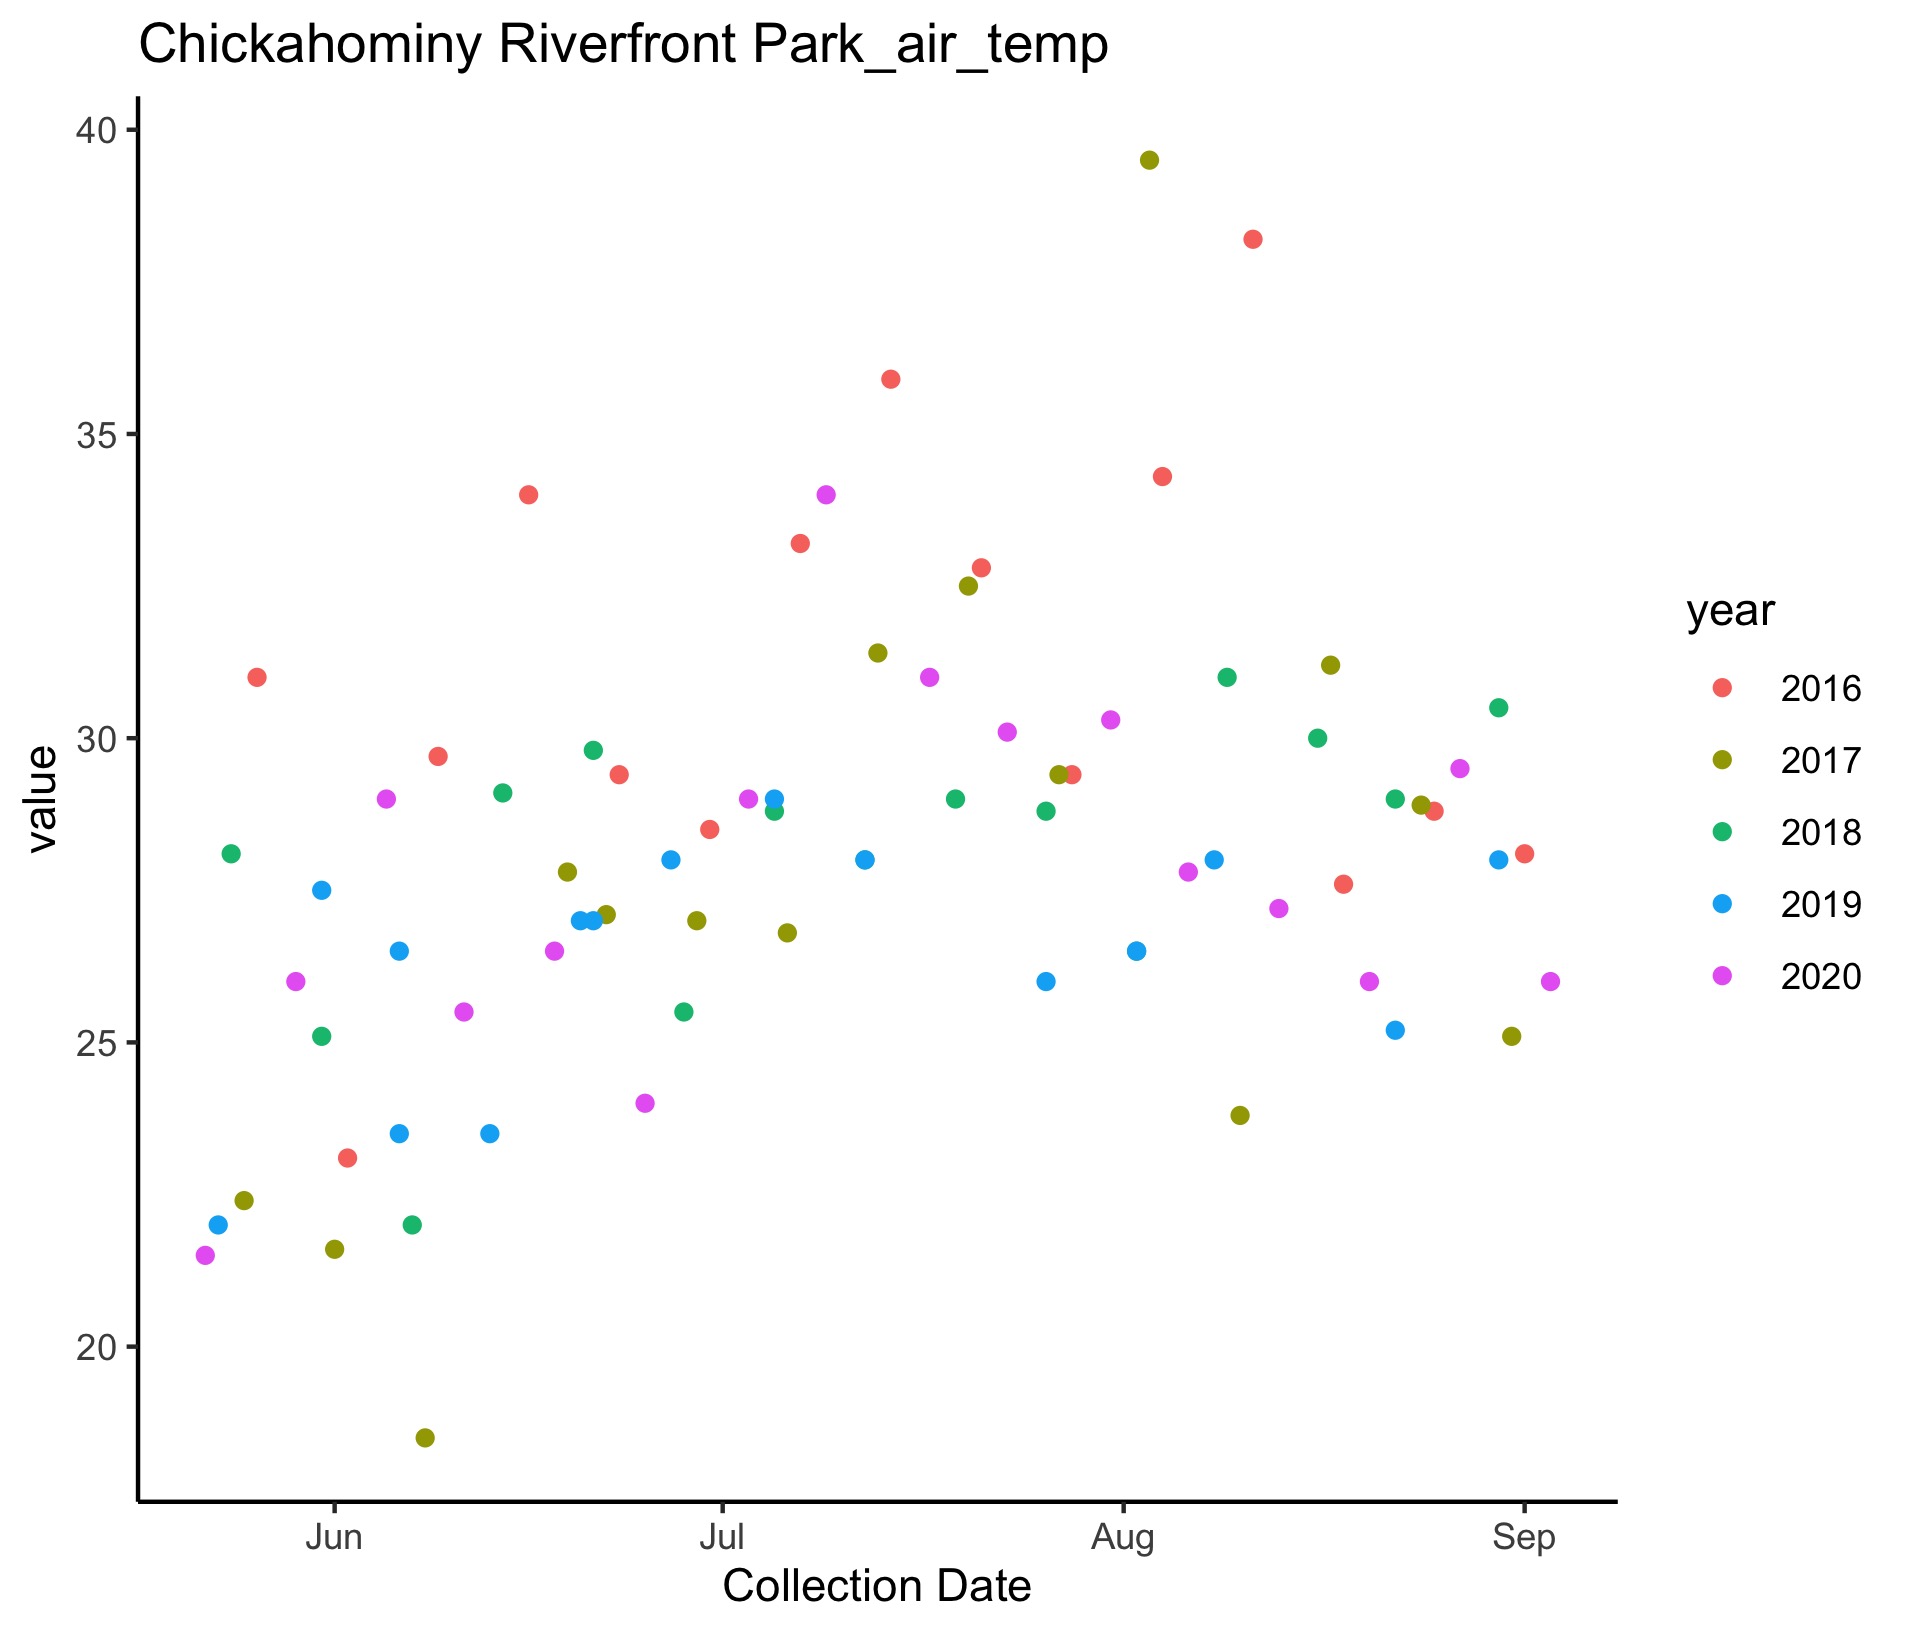 Chickahominy Riverfront Park_air_temp
40
35
30
25
20
value
Jun
Jul
Aug
Sep
Collection Date
year
2016
2017
2018
2019
2020